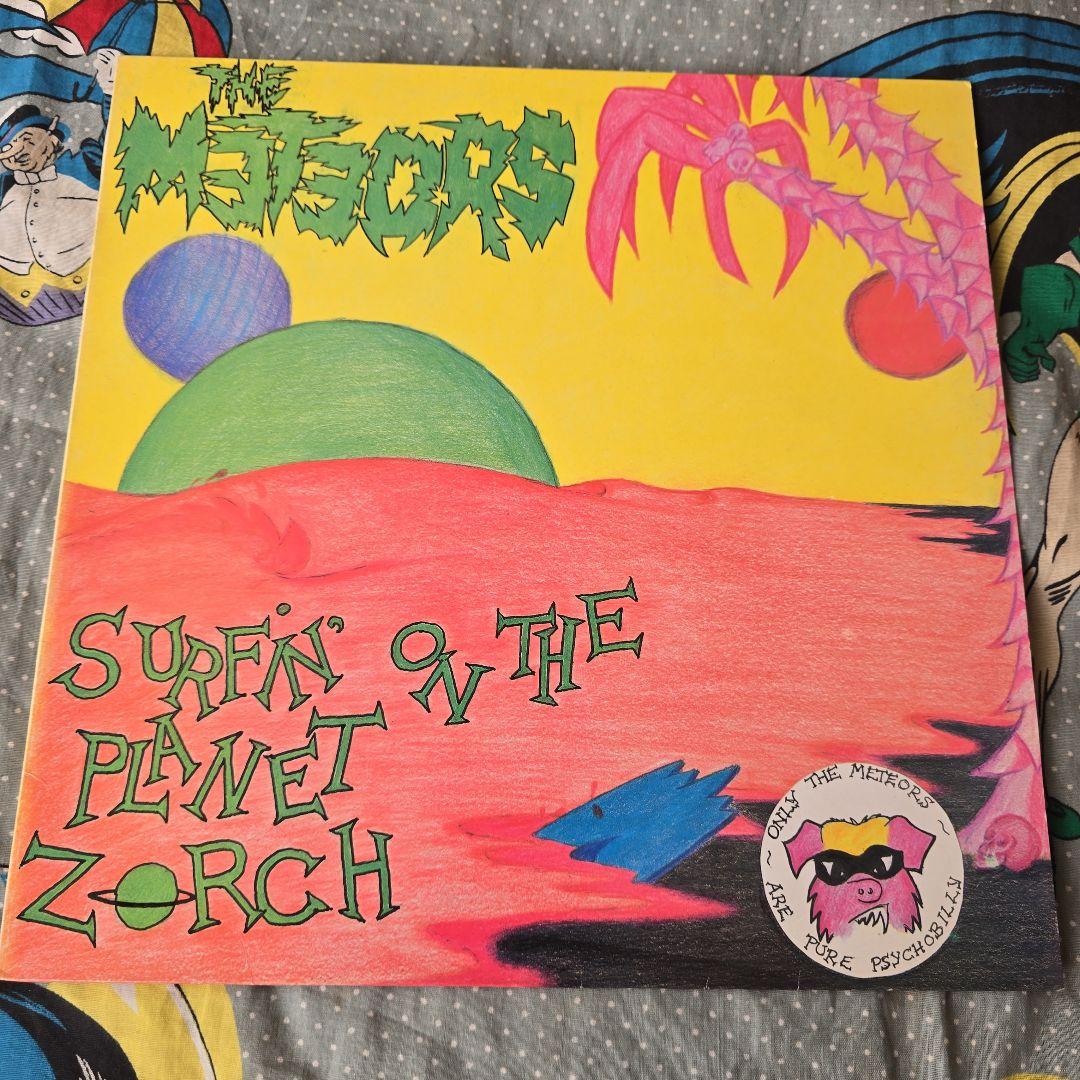 THE
METEORS
SURFIN' ON THE
PLANET
ZORCH
~ ONLY THE METEORS ~
ARE PURE PSYCHOBILLY